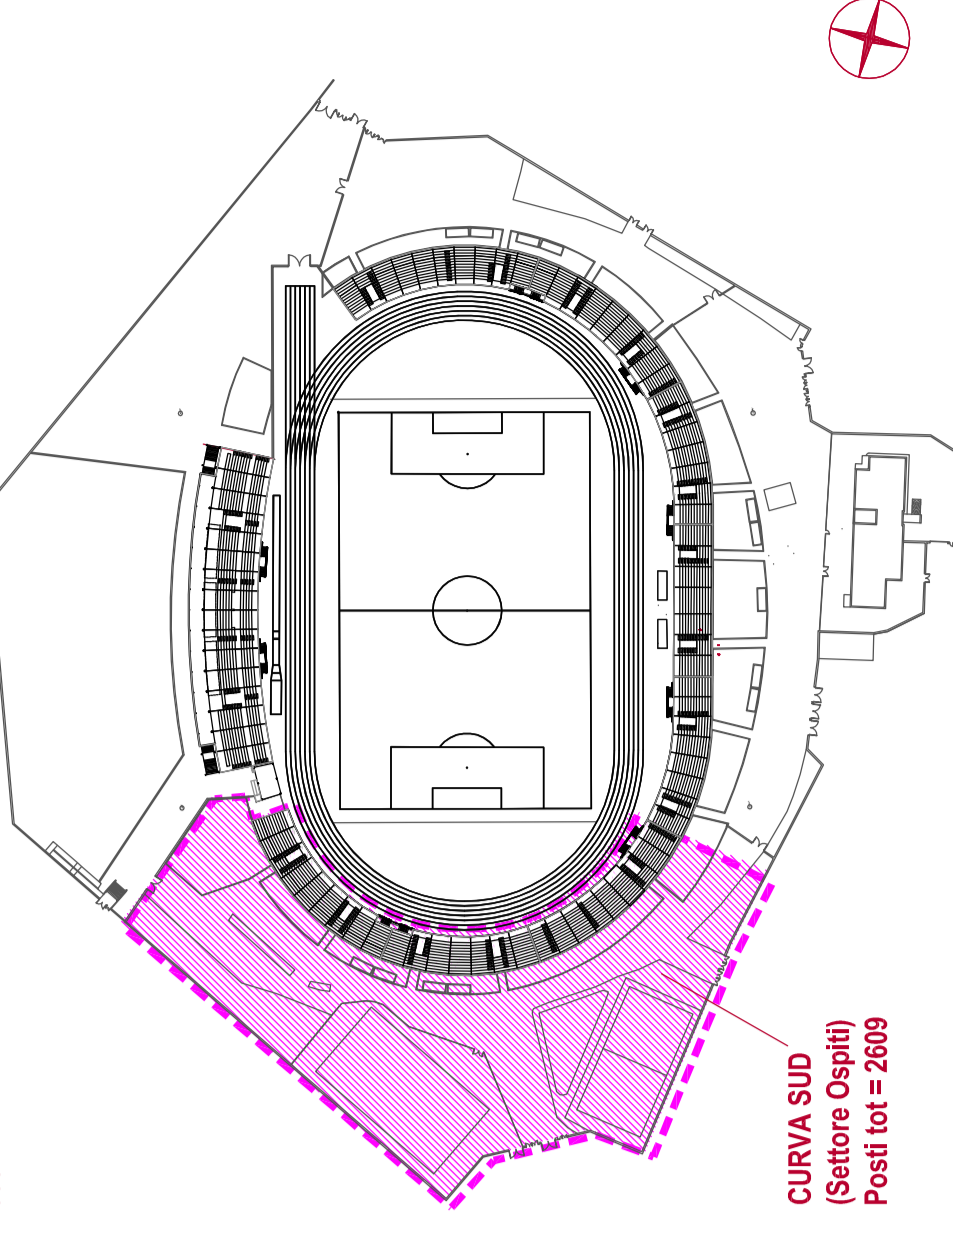 CURVA SUD
(Settore Ospiti)
Posti tot = 2609